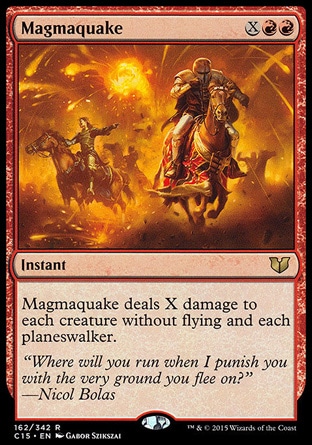 Magmaquake X
Instant
Magmaquake deals X damage to
each creature without flying and each
planeswalker.
“Where will you run when I punish you
with the very ground you flee on?”
—Nicol Bolas
162/342 R
C15 • EN Gabor Szikszai
™ & © 2015 Wizards of the Coast